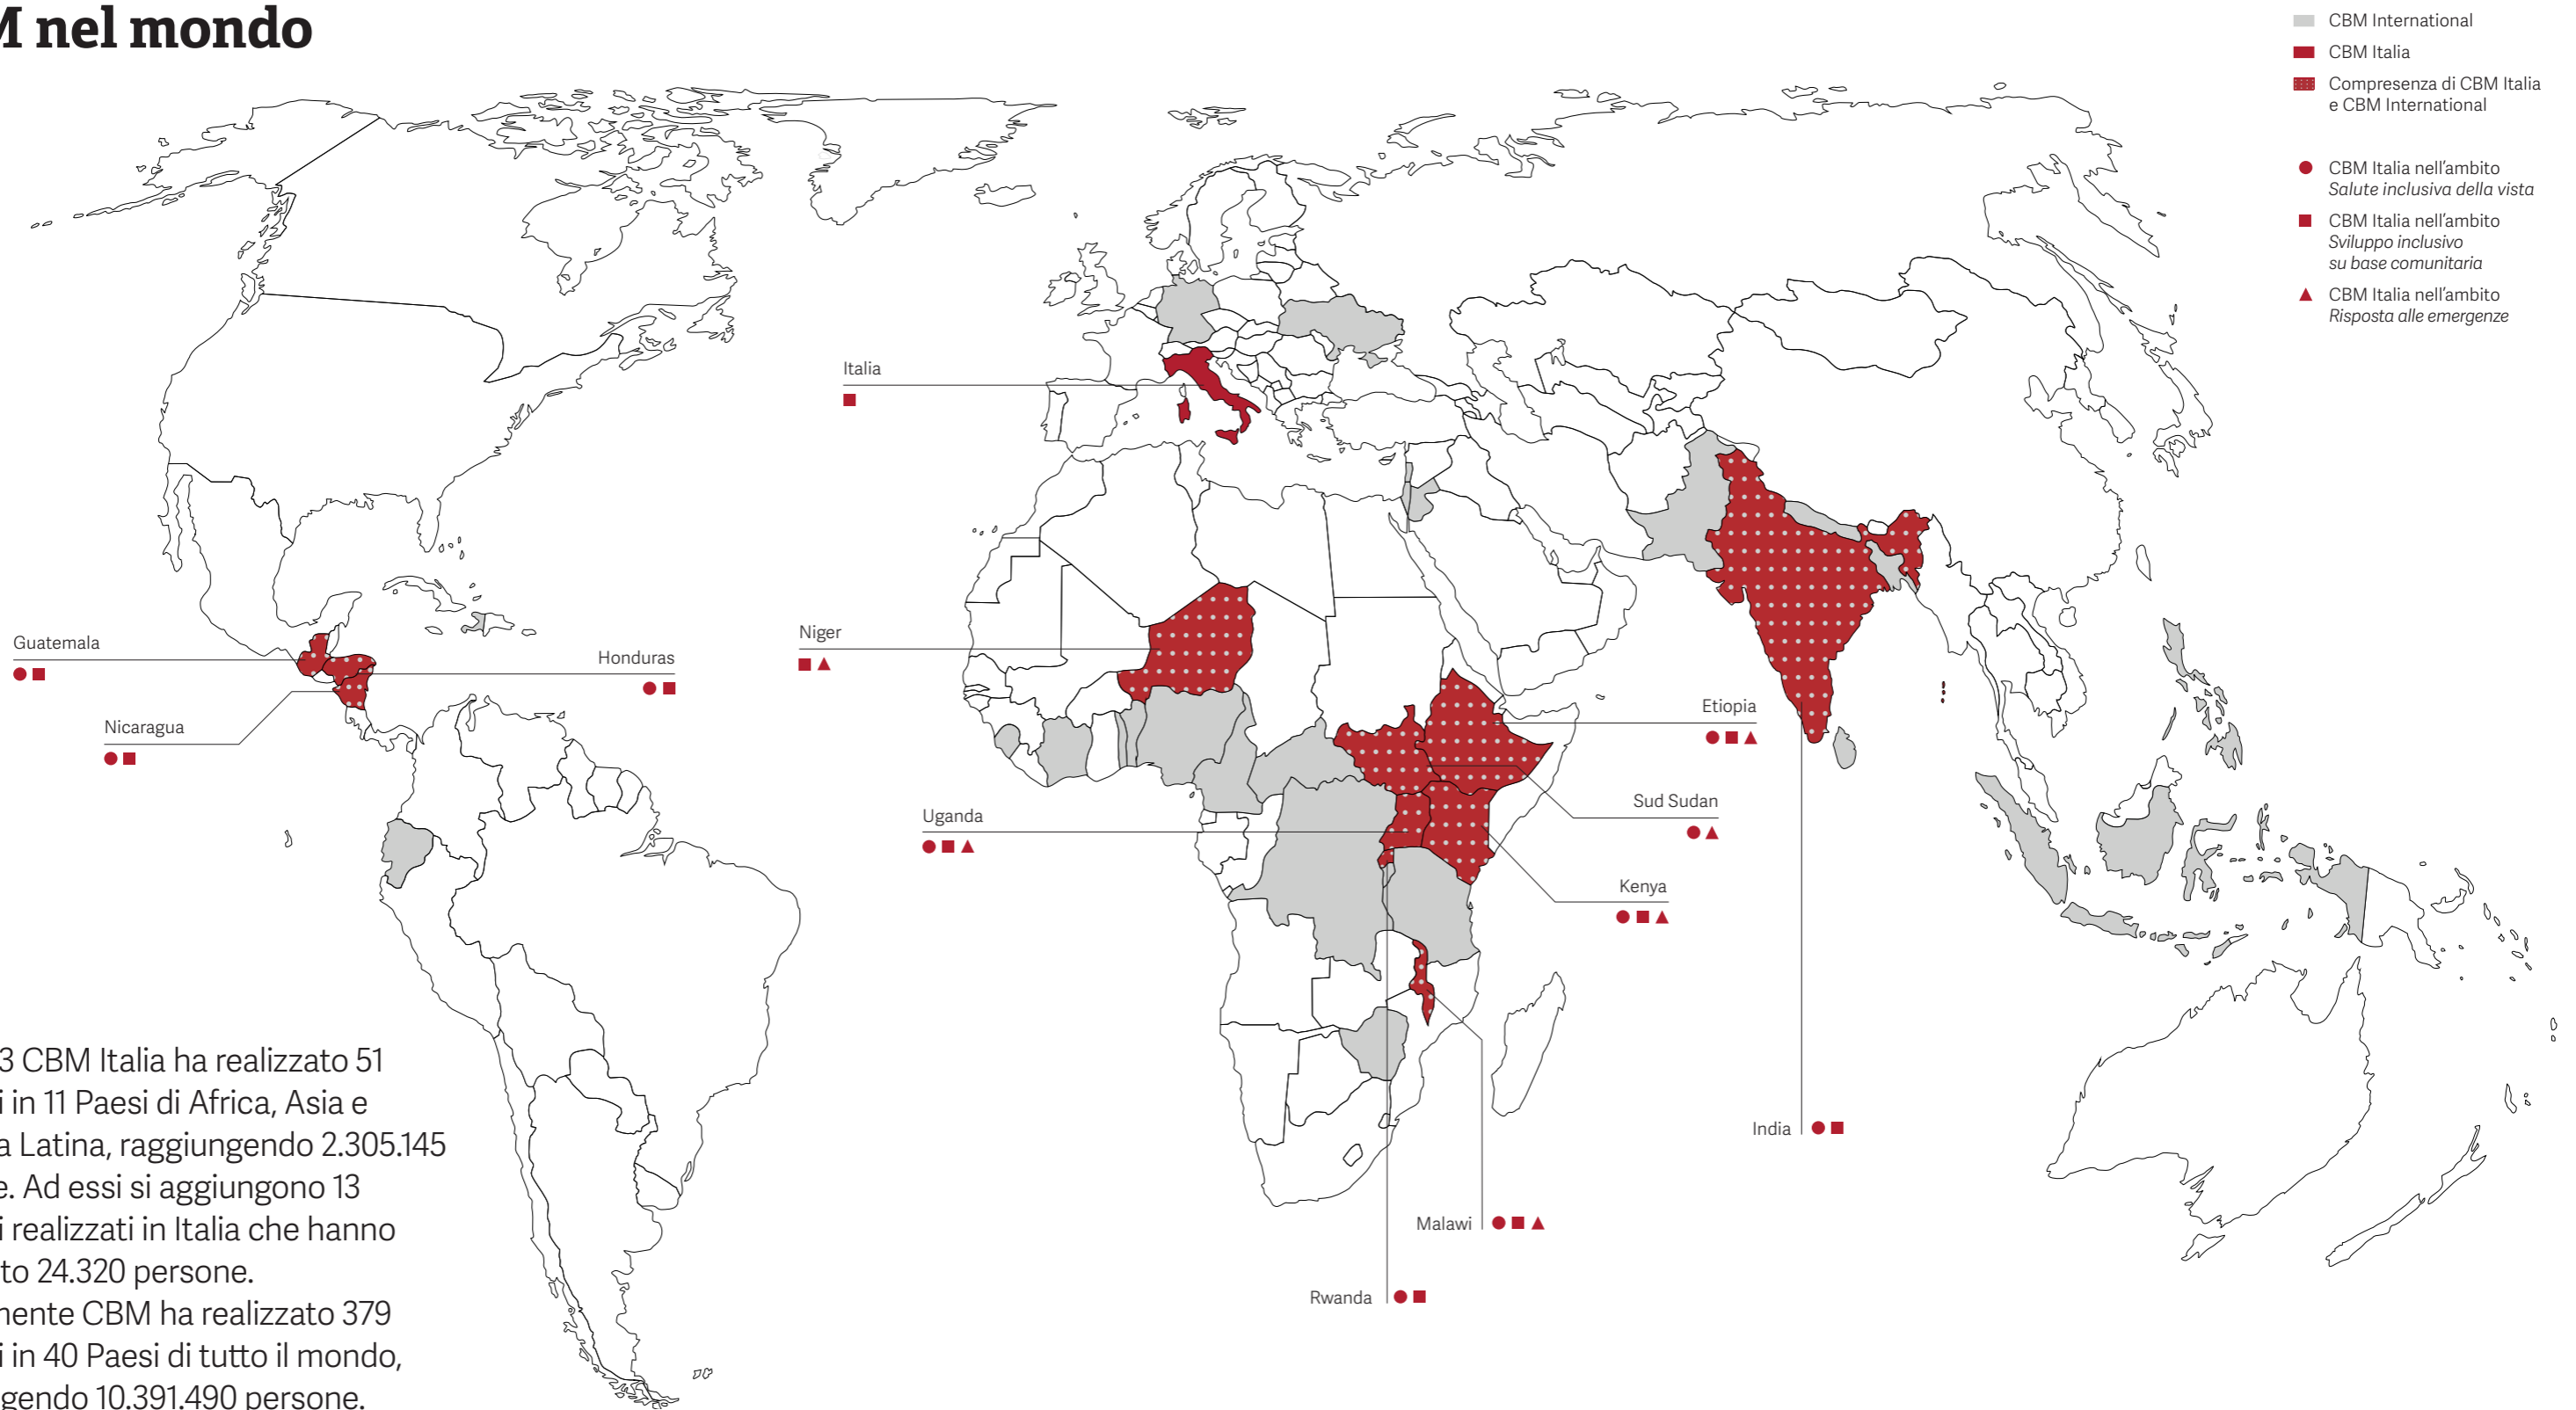 M nel mondo
CBM International
CBM Italia
Compresenza di CBM Italia
e CBM International
CBM Italia nell'ambito
Salute inclusiva della vista
CBM Italia nell'ambito
Sviluppo inclusivo
su base comunitaria
CBM Italia nell'ambito
Risposta alle emergenze
Italia
Guatemala
Honduras
Nicaragua
Niger
Uganda
Etiopia
Sud Sudan
Kenya
India
Malawi
Rwanda
3 CBM Italia ha realizzato 51
i in 11 Paesi di Africa, Asia e
a Latina, raggiungendo 2.305.145
e. Ad essi si aggiungono 13
i realizzati in Italia che hanno
to 24.320 persone.
mente CBM ha realizzato 379
i in 40 Paesi di tutto il mondo,
gendo 10.391.490 persone.